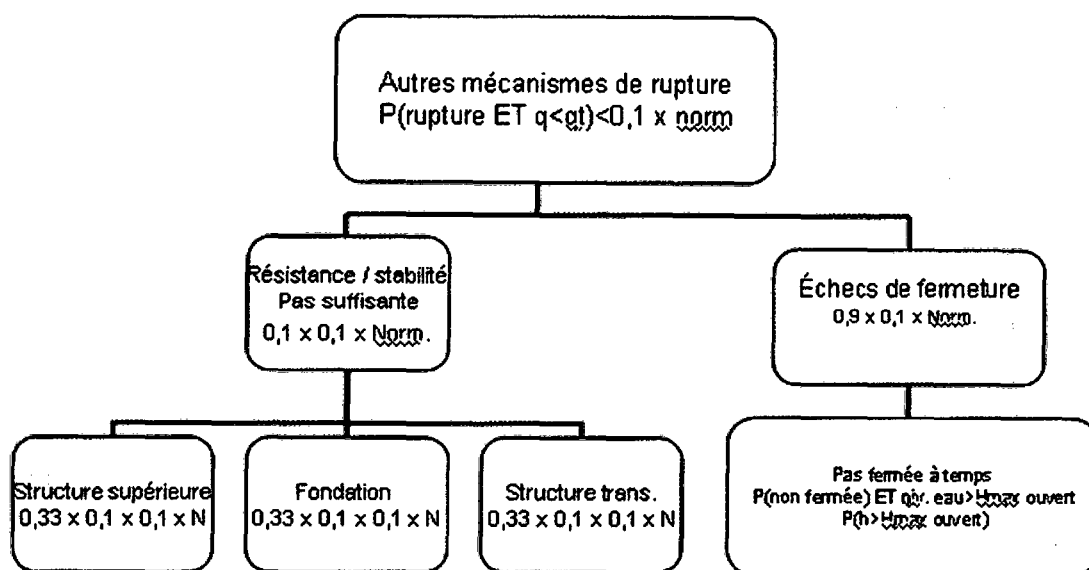 Autres mécanismes de rupture
P(rupture ET q<qt)<0,1 x norm
Résistance / stabilité
Pas suffisante
0,1 x 0,1 x Norm.
Échecs de fermeture
0,9 x 0,1 x Norm.
Structure supérieure
0,33 x 0,1 x 0,1 x N
Fondation
0,33 x 0,1 x 0,1 x N
Structure trans.
0,33 x 0,1 x 0,1 x N
Pas fermée à temps
P(non fermée) ET eau>Hmax ouvert
P(h>Hmax ouvert)